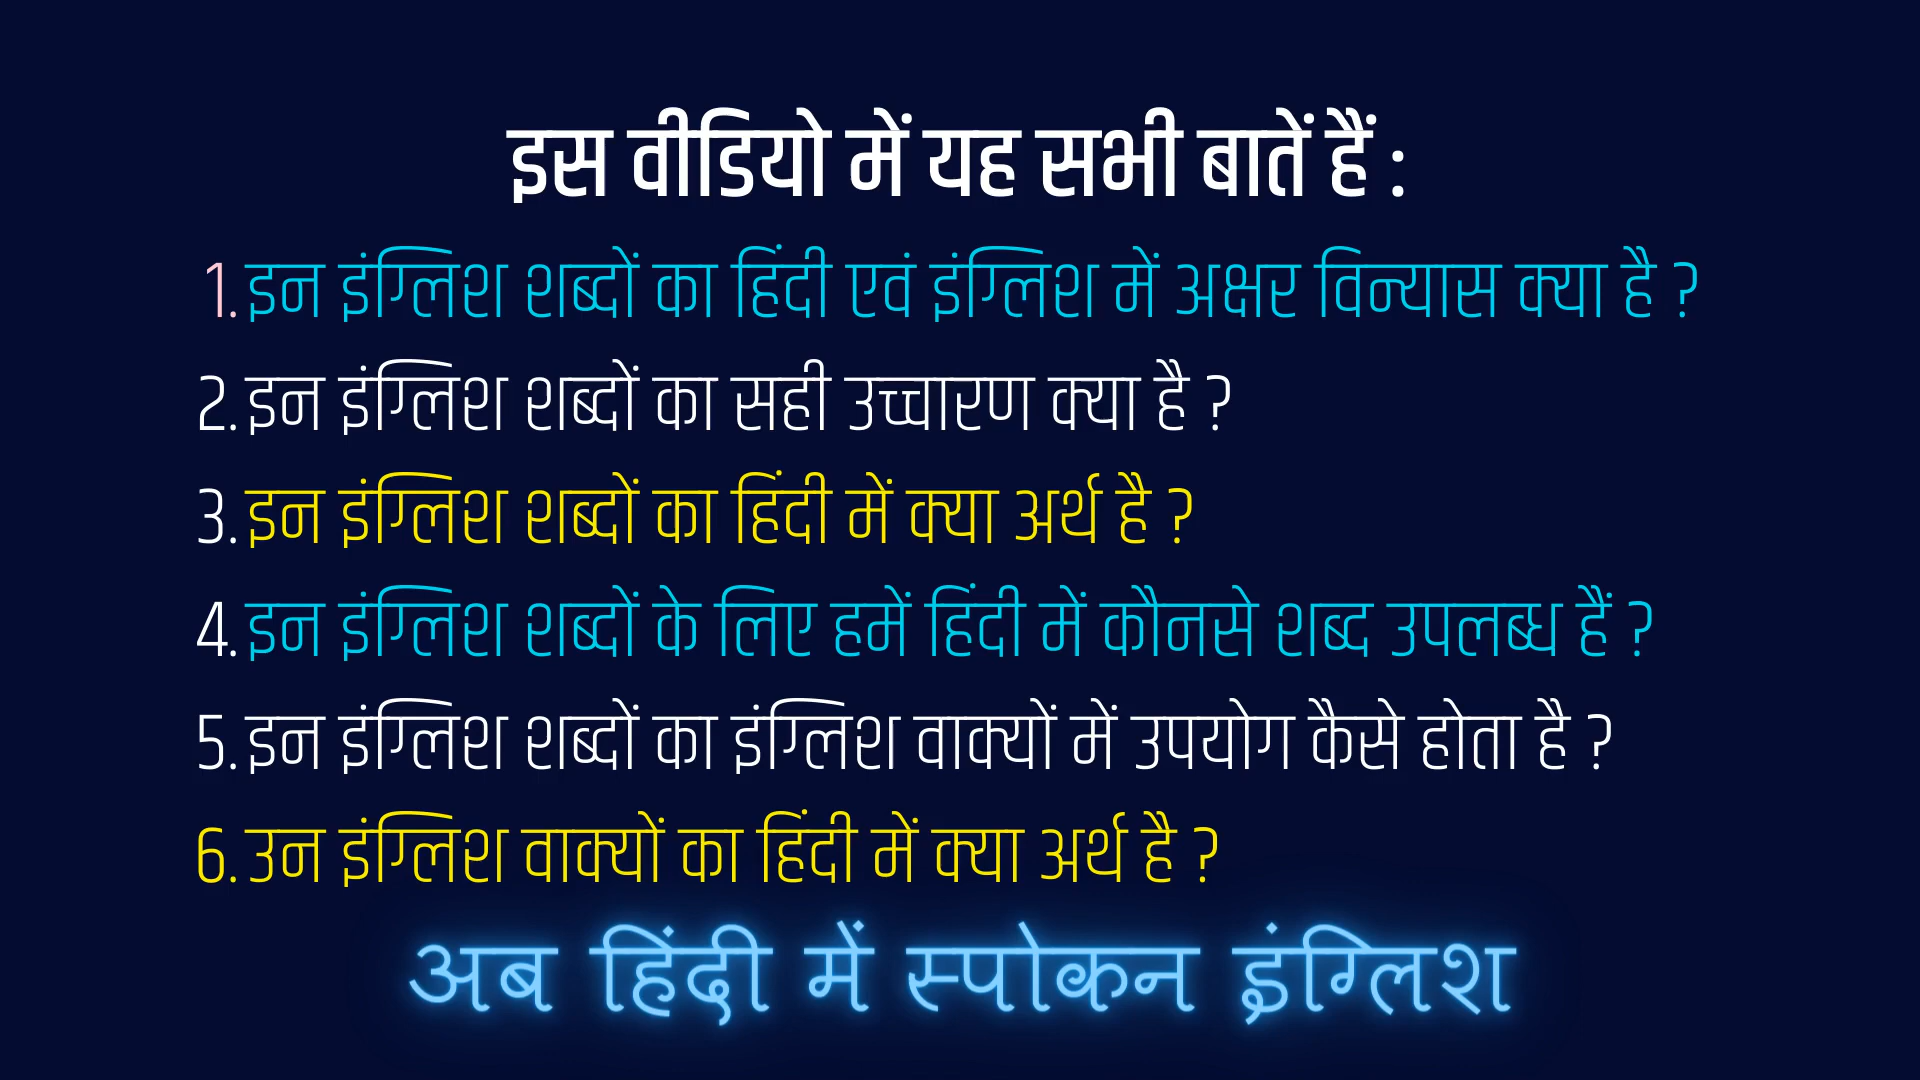 इस वीडियो में यह सभी बातें हैं :
1. इन इंग्लिश शब्दों का हिंदी एवं इंग्लिश में अक्षर विन्यास क्या है ?
2. इन इंग्लिश शब्दों का सही उच्चारण क्या है ?
3. इन इंग्लिश शब्दों का हिंदी में क्या अर्थ है ?
4. इन इंग्लिश शब्दों के लिए हमें हिंदी में कौनसे शब्द उपलब्ध हैं ?
5. इन इंग्लिश शब्दों का इंग्लिश वाक्यों में उपयोग कैसे होता है ?
6. उन इंग्लिश वाक्यों का हिंदी में क्या अर्थ है ?
अब हिंदी में स्पोकन इंग्लिश